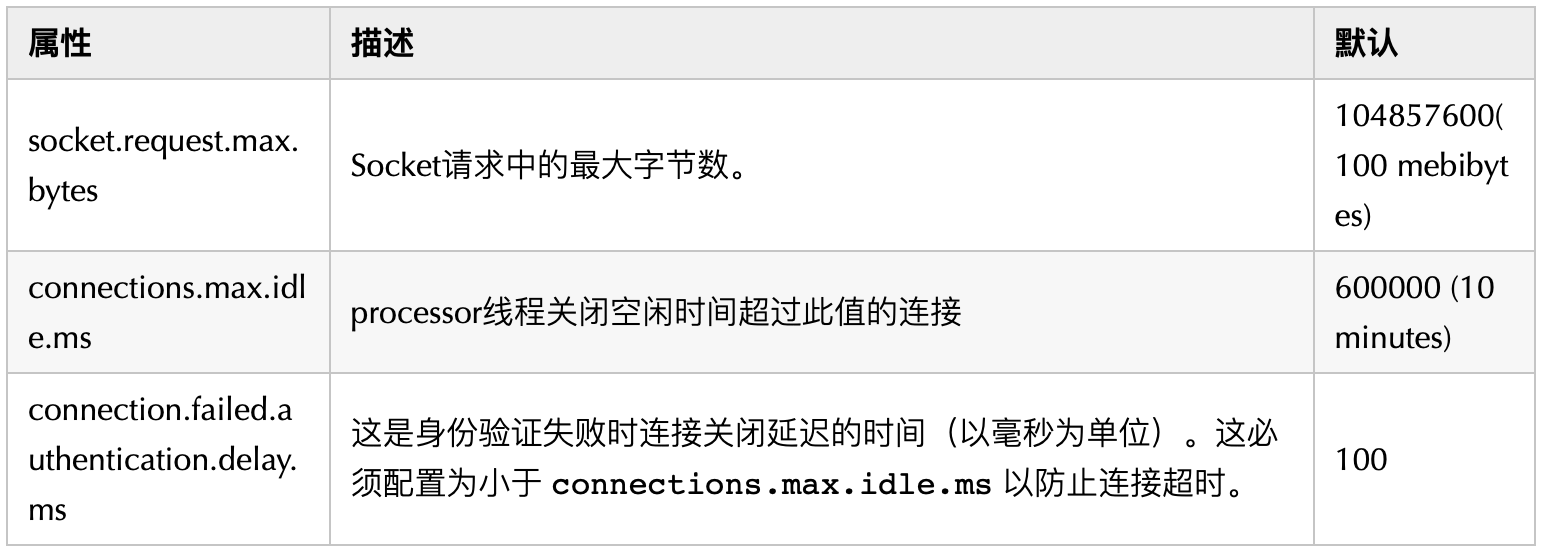 属性 描述 默认
socket.request.max.
bytes
Socket请求中的最大字节数。
104857600(
100 mebibyt
es)
connections.max.idl
e.ms
processor线程关闭空闲时间超过此值的连接
600000 (10
minutes)
connection.failed.a
uthentication.delay.
ms
这是身份验证失败时连接关闭延迟的时间（以毫秒为单位）。这必
须配置为小于 connections.max.idle.ms 以防止连接超时。
100